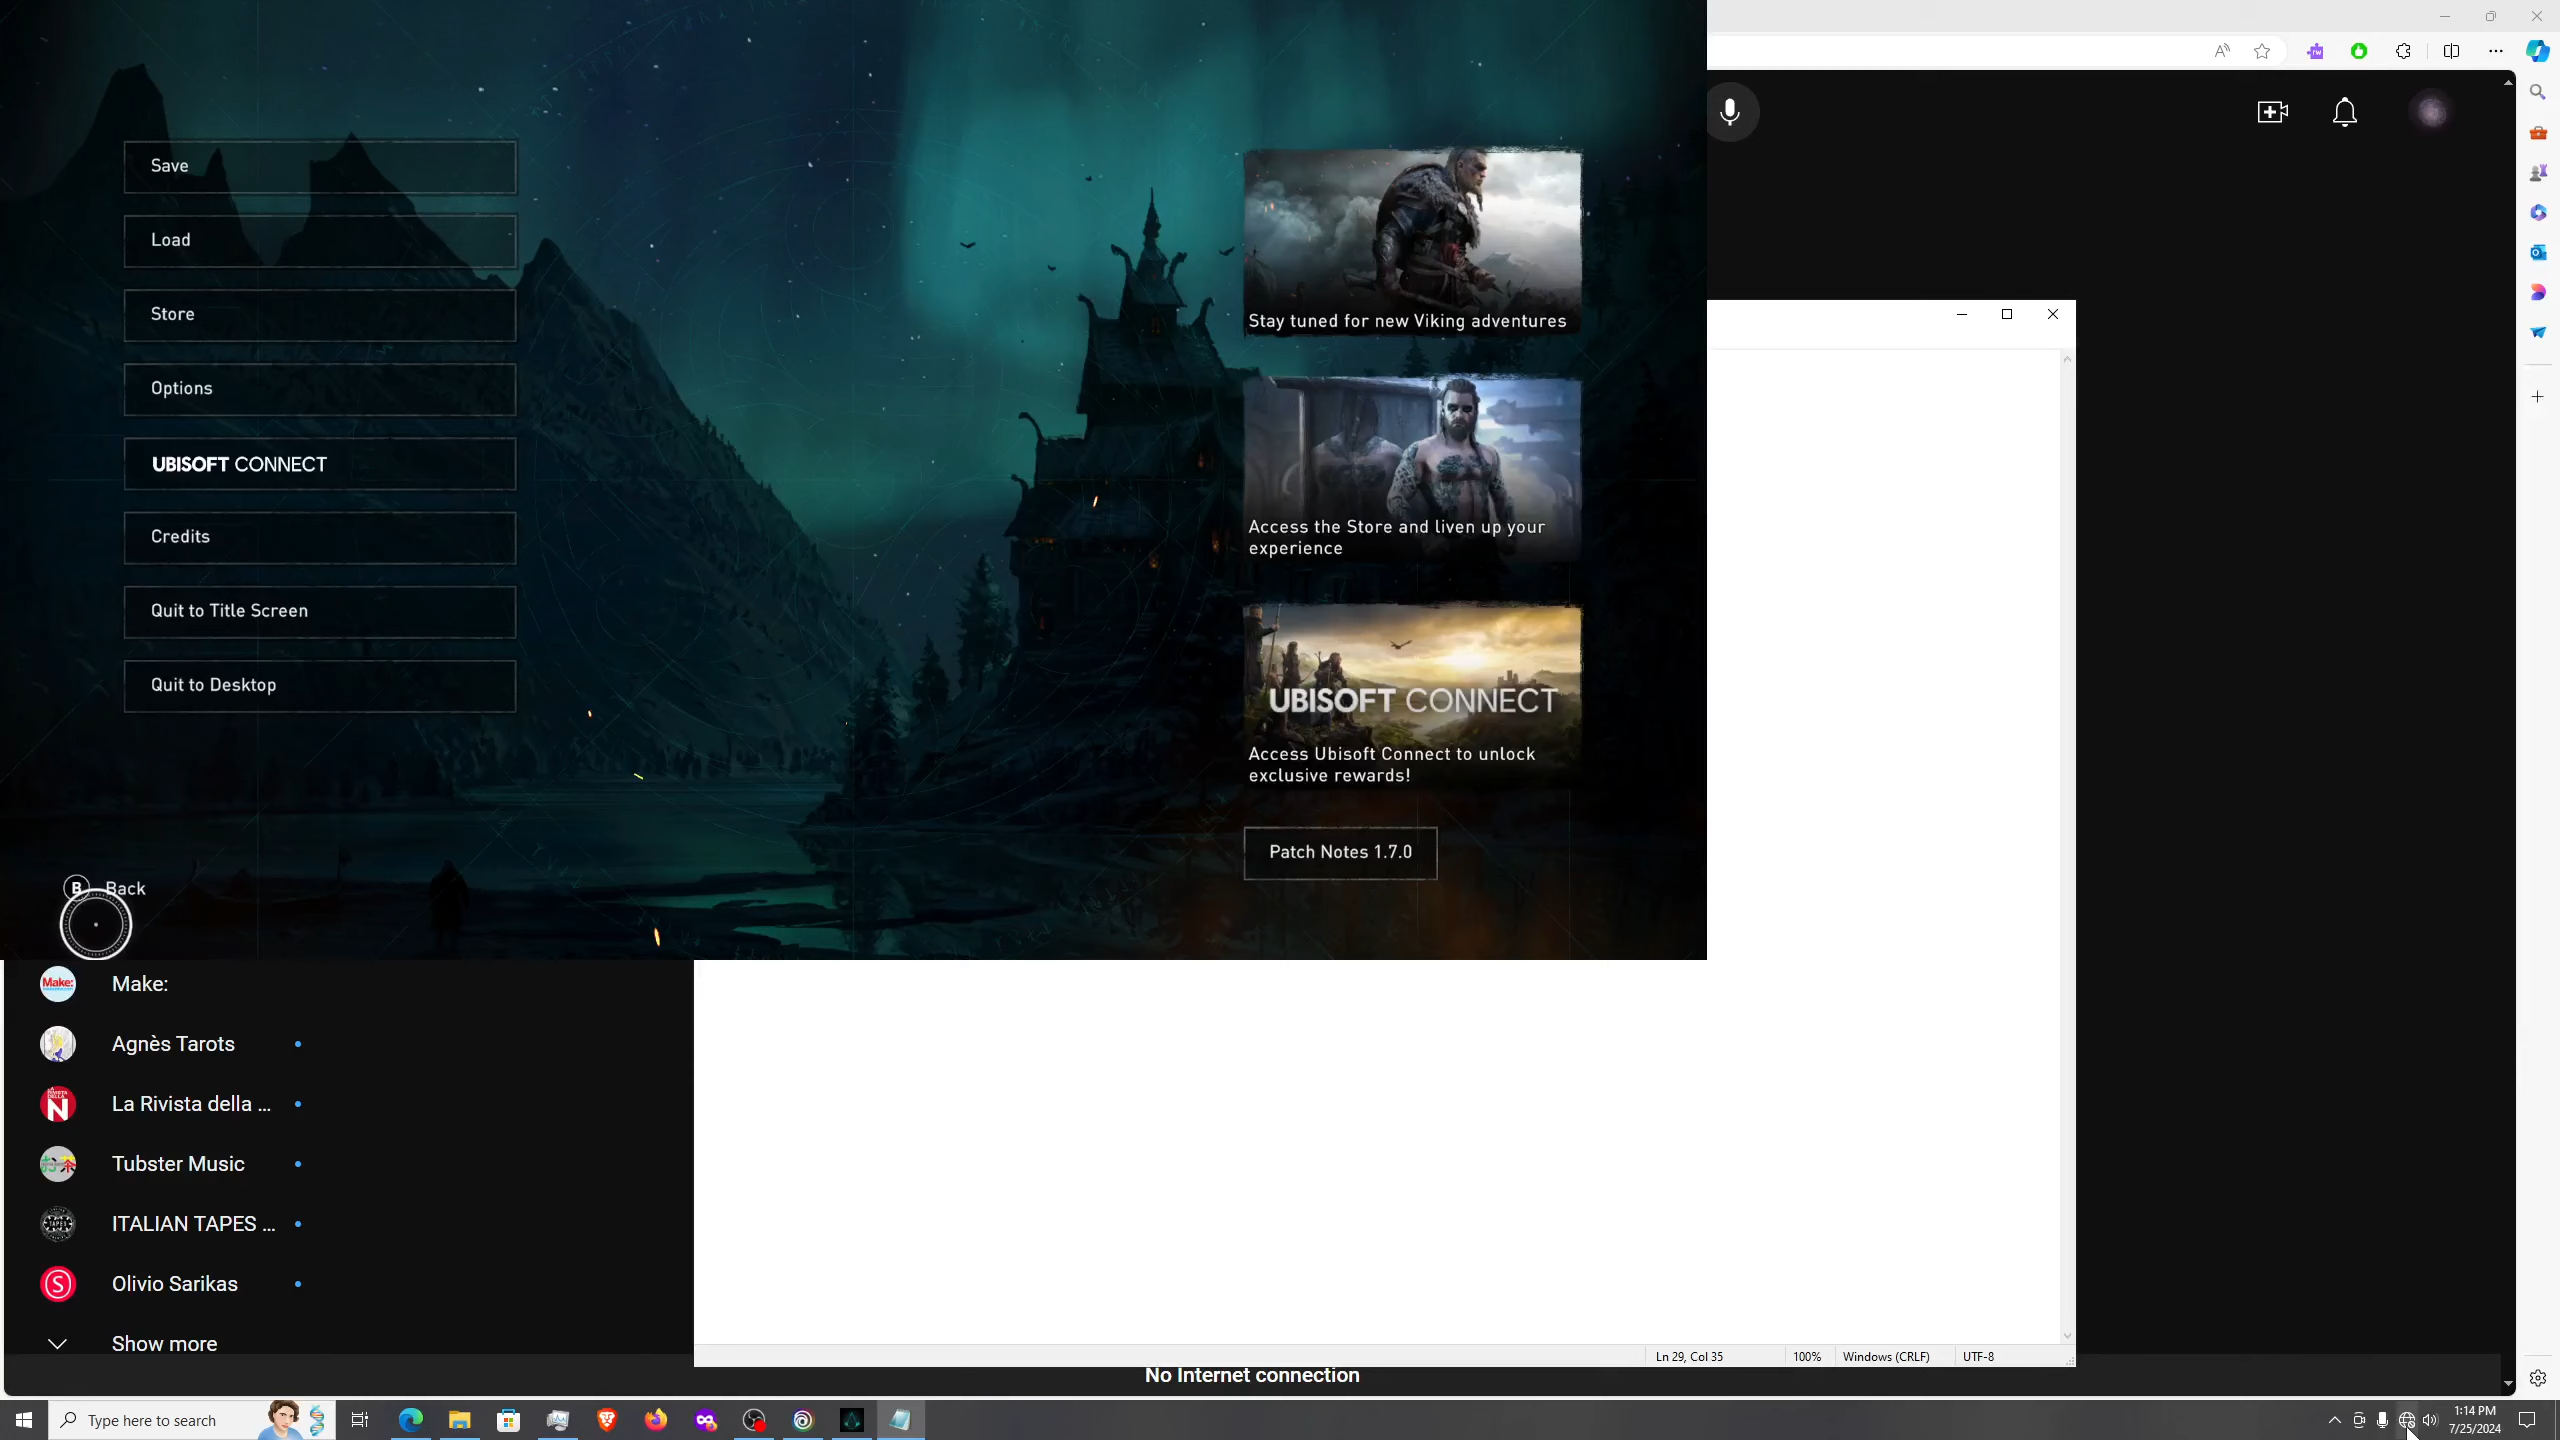 Save
Load
Store
Options
UBISOFT CONNECT
Credits
Quit to Title Screen
Quit to Desktop
B Back
Stay tuned for new Viking adventures
Access the Store and liven up your
experience
UBISOFT CONNECT
Access Ubisoft Connect to unlock
exclusive rewards!
Patch Notes 1.7.0
Make:
Make:
Agnès Tarots
La Rivista della ...
N
Tubster Music
ITALIAN TAPES ...
TAPES
Olivio Sarikas
S
Show more
Ln 29, Col 35
100%
Windows (CRLF)
UTF-8
No Internet connection
Type here to search
1:14 PM
7/25/2024